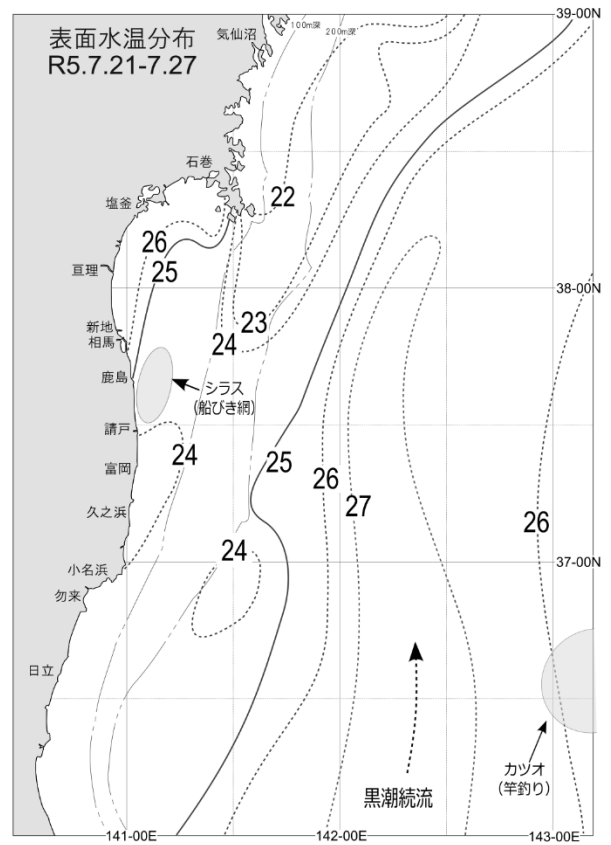 表面水温分布
R5.7.21-7.27
気仙沼
100m深
200m深
39-00N
石巻
塩釜
22
26
25
亘理
38-00N
23
新地
24
相馬
鹿島
シラス
(船びき網)
請戸
24
25
富岡
26
27
久之浜
26
24
37-00N
小名浜
勿来
日立
カツオ
(竿釣り)
黒潮続流
141-00E
142-00E
143-00E